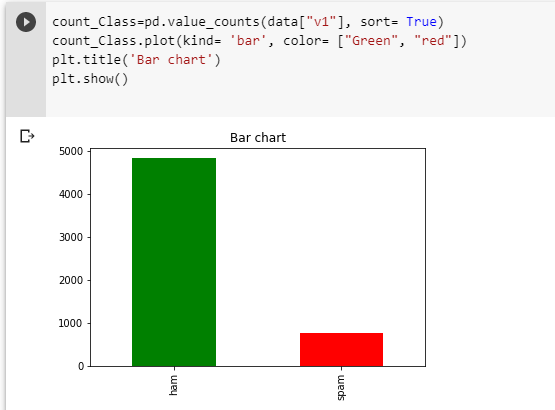 count_Class=pd.value_counts(data["v1"], sort= True)
count_Class.plot(kind= 'bar', color= ["Green", "red"])
plt.title('Bar chart')
plt.show()
Bar chart
5000
4000
3000
2000
1000
0
ham
spam